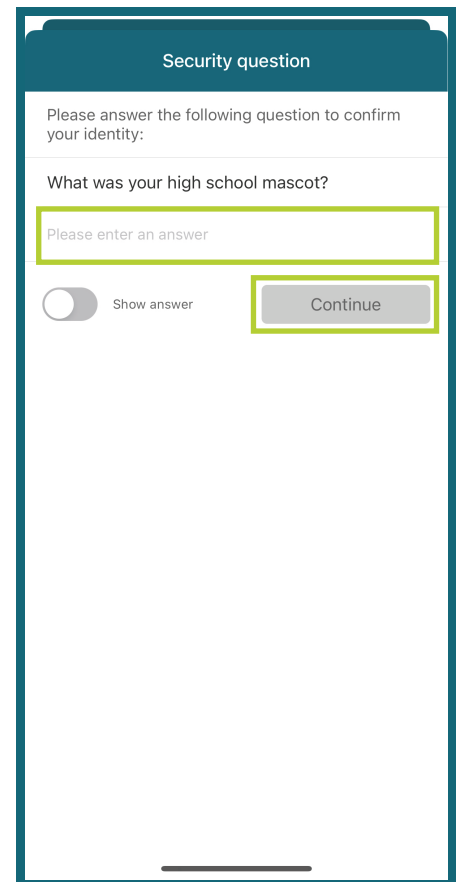 Security question
Please answer the following question to confirm
your identity:
What was your high school mascot?
Please enter an answer
Show answer
Continue